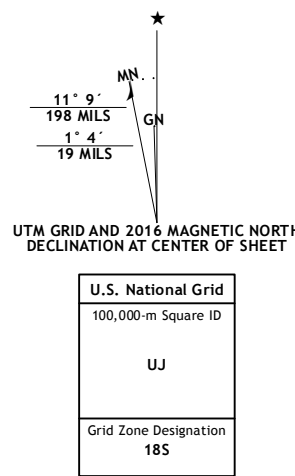 MN
GN
11° 9´
198 MILS
1° 4´
19 MILS
UTM GRID AND 2016 MAGNETIC NORTH
DECLINATION AT CENTER OF SHEET
U.S. National Grid
100,000-m Square ID
UJ
Grid Zone Designation
18S